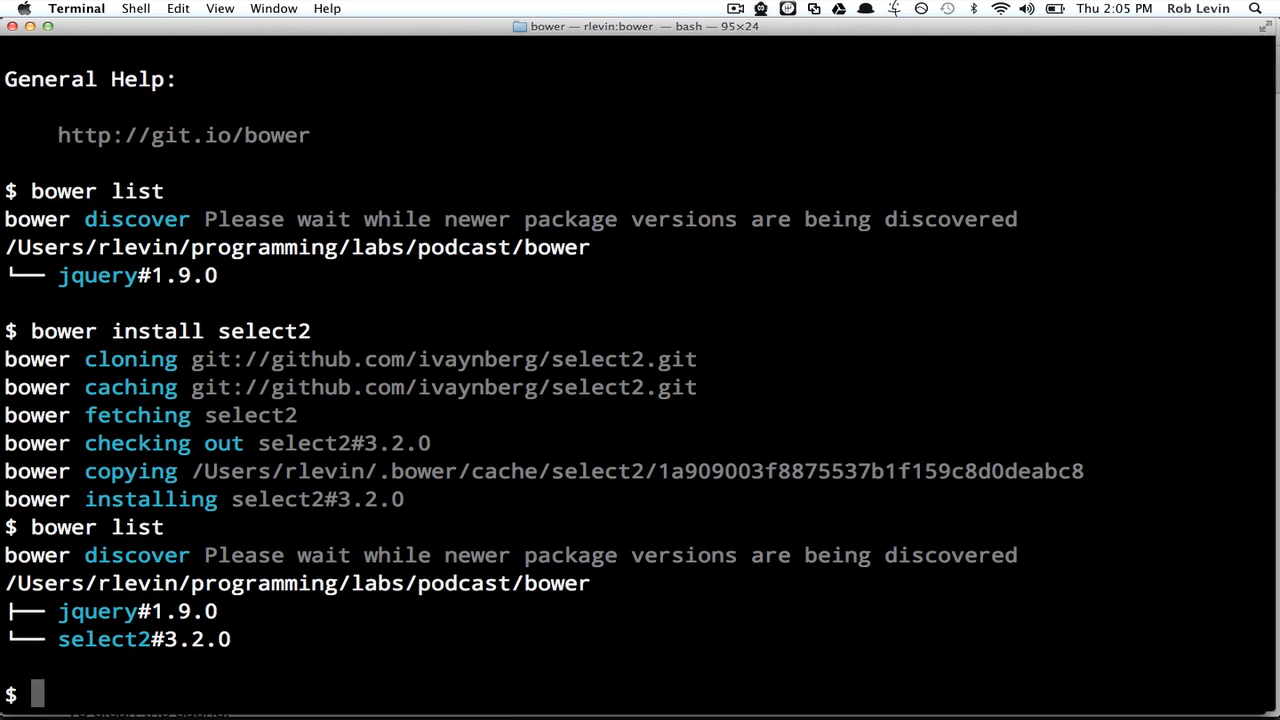 Terminal Shell Edit View Window Help Thu 2:05 PM Rob Levin
bower — rlevin:bower — bash — 95×24
General Help:
http://git.io/bower
$ bower list
bower discover Please wait while newer package versions are being discovered
/Users/rlevin/programming/labs/podcast/bower
└── jquery#1.9.0
$ bower install select2
bower cloning git://github.com/ivaynberg/select2.git
bower caching git://github.com/ivaynberg/select2.git
bower fetching select2
bower checking out select2#3.2.0
bower copying /Users/rlevin/.bower/cache/select2/1a909003f8875537b1f159c8d0deabc8
bower installing select2#3.2.0
$ bower list
bower discover Please wait while newer package versions are being discovered
/Users/rlevin/programming/labs/podcast/bower
├── jquery#1.9.0
└── select2#3.2.0
$